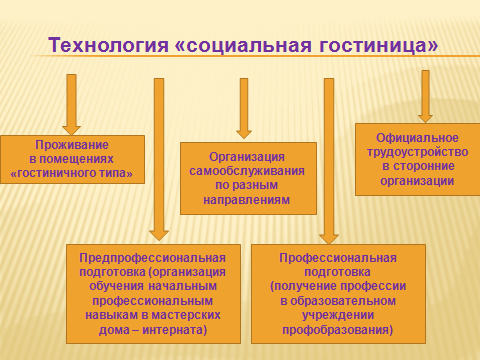 Технология «социальная гостиница»
Проживание
в помещениях
«гостиничного типа»
Организация
самообслуживания
по разным
направлениям
Официальное
трудоустройство
в сторонние
организации
Предпрофессиональная
подготовка (организация
обучения начальным
профессиональным
навыкам в мастерских
дома – интерната)
Профессиональная
подготовка
(получение профессии
в образовательном
учреждении
профобразования)